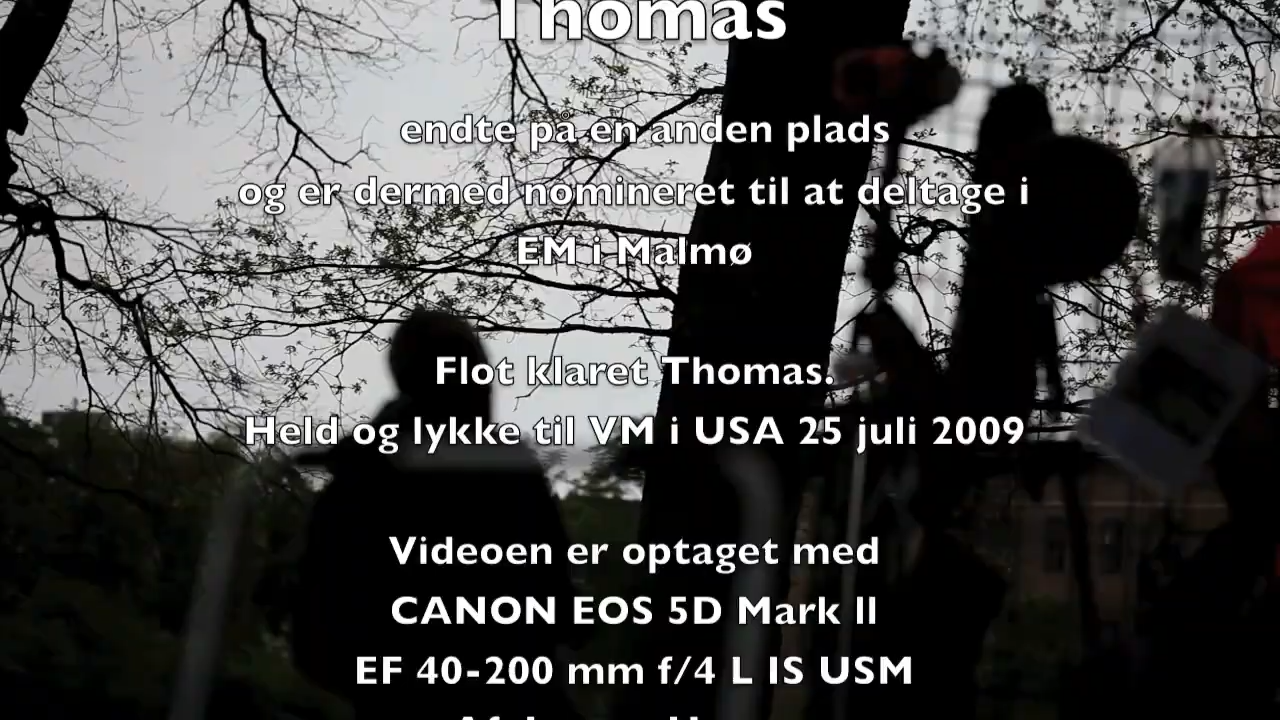 Thomas
endte på en anden plads
og er dermed nomineret til at deltage i
EM i Malmø
Flot klaret Thomas.
Held og lykke til VM i USA 25 juli 2009
Videoen er optaget med
CANON EOS 5D Mark II
EF 40-200 mm f/4 L IS USM